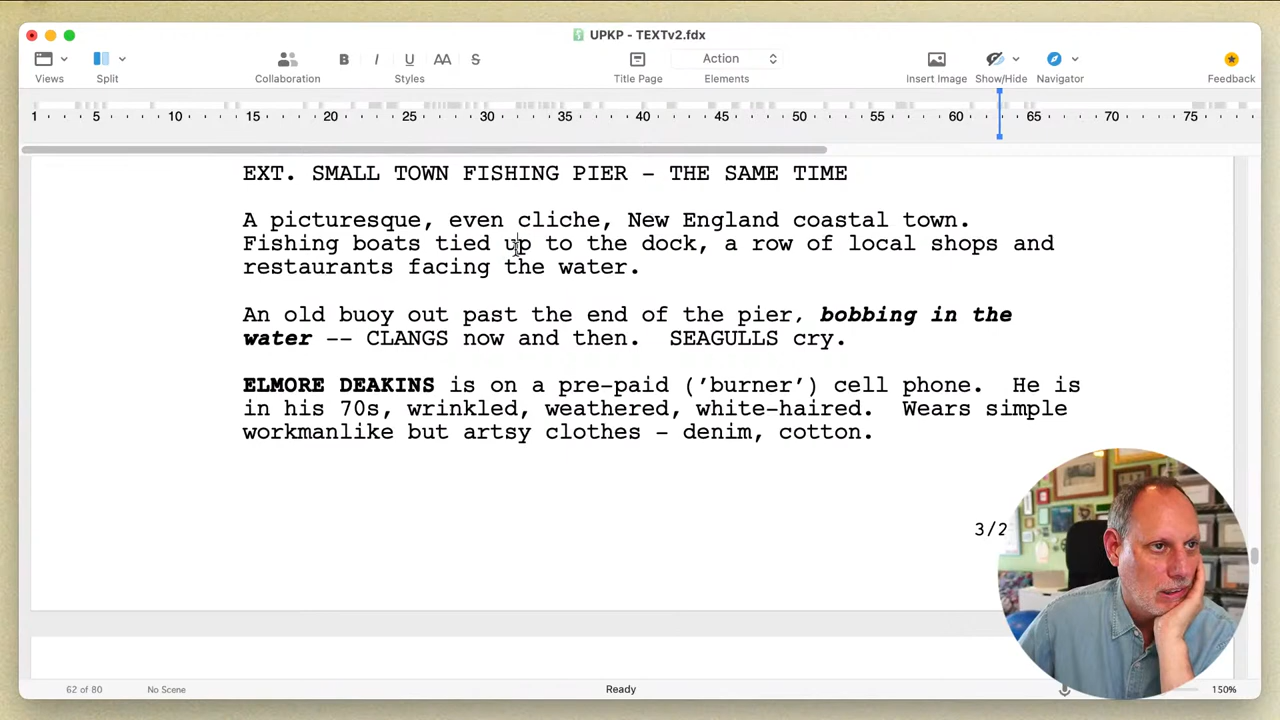 UPKP - TEXTv2.fdx
B I U AA S Action
Views Split Collaboration Styles Title Page Elements Insert Image Show/Hide Navigator Feedback
1 5 10 15 20 25 30 35 40 45 50 55 60 65 70 75
EXT. SMALL TOWN FISHING PIER - THE SAME TIME
A picturesque, even cliche, New England coastal town.
Fishing boats tied up to the dock, a row of local shops and
restaurants facing the water.
An old buoy out past the end of the pier, bobbing in the
water -- CLANGS now and then.  SEAGULLS cry.
ELMORE DEAKINS is on a pre-paid ('burner') cell phone.  He is
in his 70s, wrinkled, weathered, white-haired.  Wears simple
workmanlike but artsy clothes - denim, cotton.
3/2
62 of 80 No Scene Ready 150%